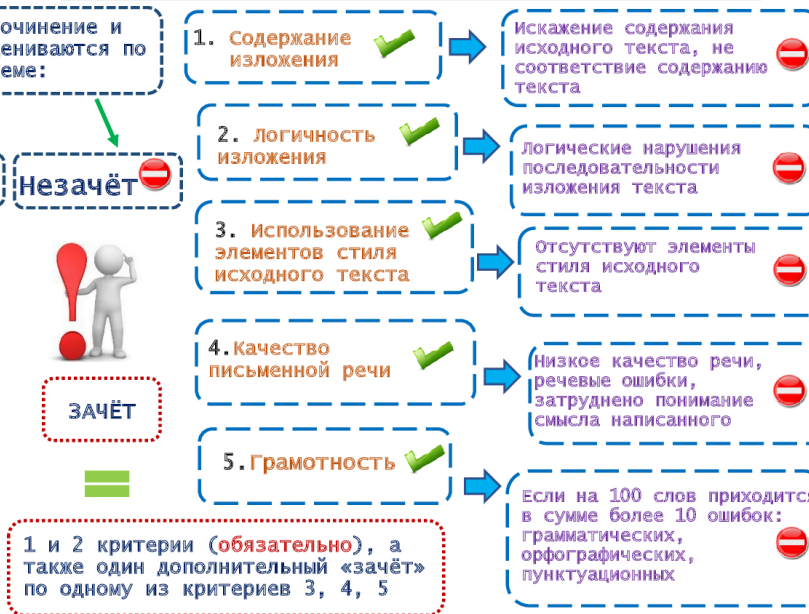 очинение и
ениваются по
еме:
Незачёт
ЗАЧЁТ
1 и 2 критерии (обязательно), а
также один дополнительный «зачёт»
по одному из критериев 3, 4, 5
1. Содержание
изложения
2. Логичность
изложения
3. Использование
элементов стиля
исходного текста
4.Качество
письменной речи
5.Грамотность
Искажение содержания
исходного текста, не
соответствие содержанию
текста
Логические нарушения
последовательности
изложения текста
Отсутствуют элементы
стиля исходного
текста
Низкое качество речи,
речевые ошибки,
затруднено понимание
смысла написанного
Если на 100 слов приходится
в сумме более 10 ошибок:
грамматических,
орфографических,
пунктуационных